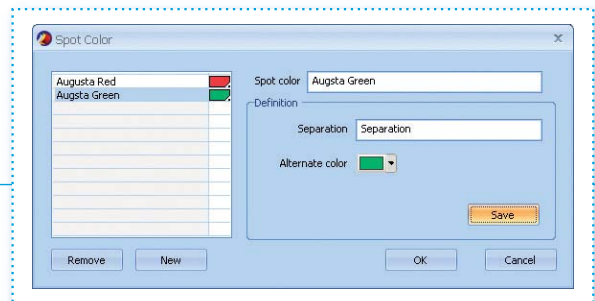 Spot Color
Augusta Red
Augsta Green
Spot color Augsta Green
Definition
Separation Separation
Alternate color
Save
Remove New OK Cancel